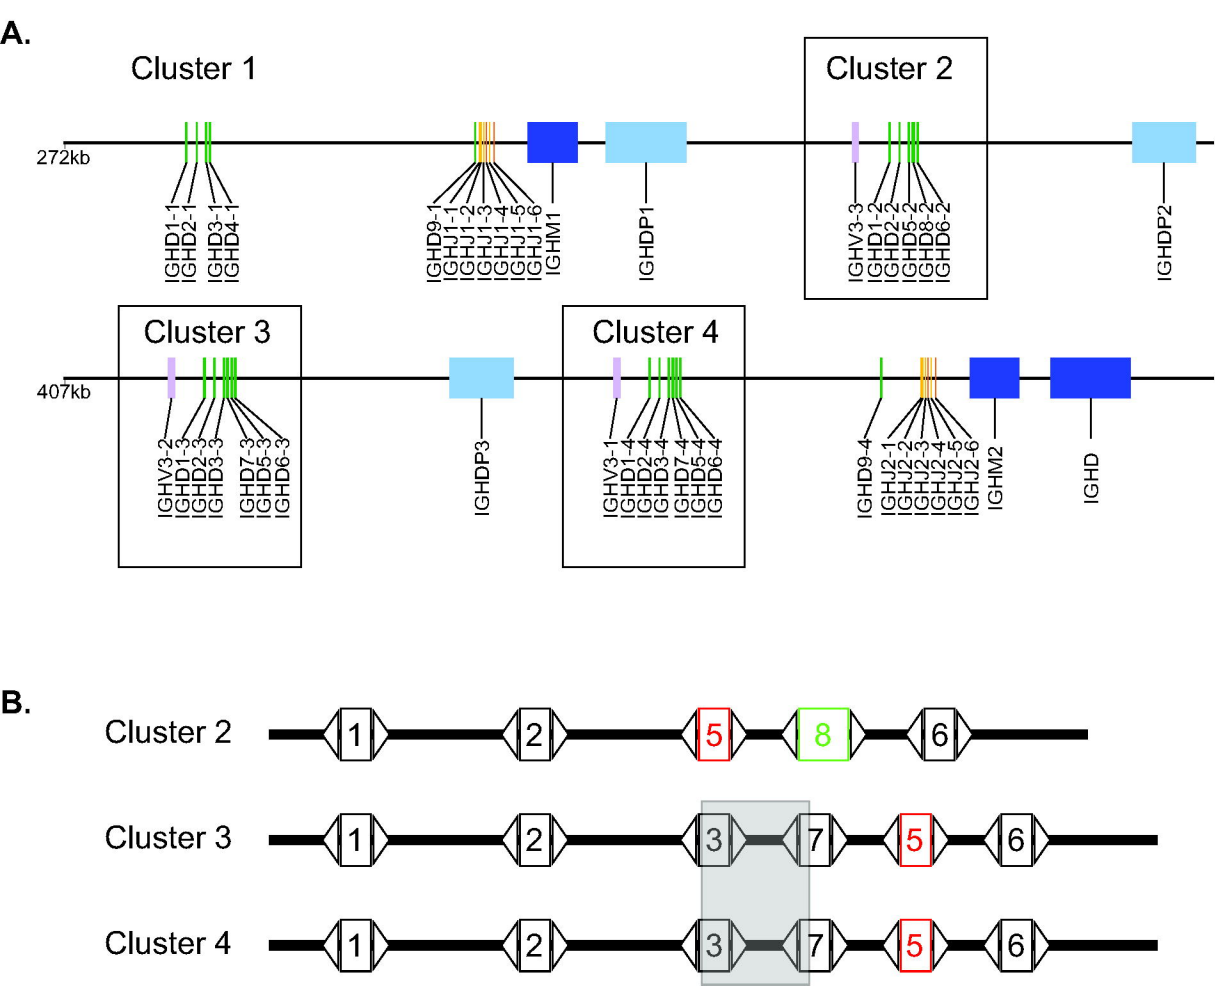 A.
Cluster 1
Cluster 2
272kb
IGHD1-1
IGHD2-1
IGHD3-1
IGHD4-1
IGHD9-1
IGHJ1-1
IGHJ1-2
IGHJ1-3
IGHJ1-4
IGHJ1-5
IGHJ1-6
IGHM1
IGHDP1
IGHV3-3
IGHD1-2
IGHD2-2
IGHD5-2
IGHD8-2
IGHD6-2
IGHDP2
Cluster 3
Cluster 4
407kb
IGHV3-2
IGHD1-3
IGHD2-3
IGHD3-3
IGHD7-3
IGHD5-3
IGHD6-3
IGHDP3
IGHV3-1
IGHD1-4
IGHD2-4
IGHD3-4
IGHD7-4
IGHD5-4
IGHD6-4
IGHD9-4
IGHJ2-1
IGHJ2-2
IGHJ2-3
IGHJ2-4
IGHJ2-5
IGHJ2-6
IGHM2
IGHD
B.
Cluster 2 1 2 5 8 6
Cluster 3 1 2 3 7 5 6
Cluster 4 1 2 3 7 5 6